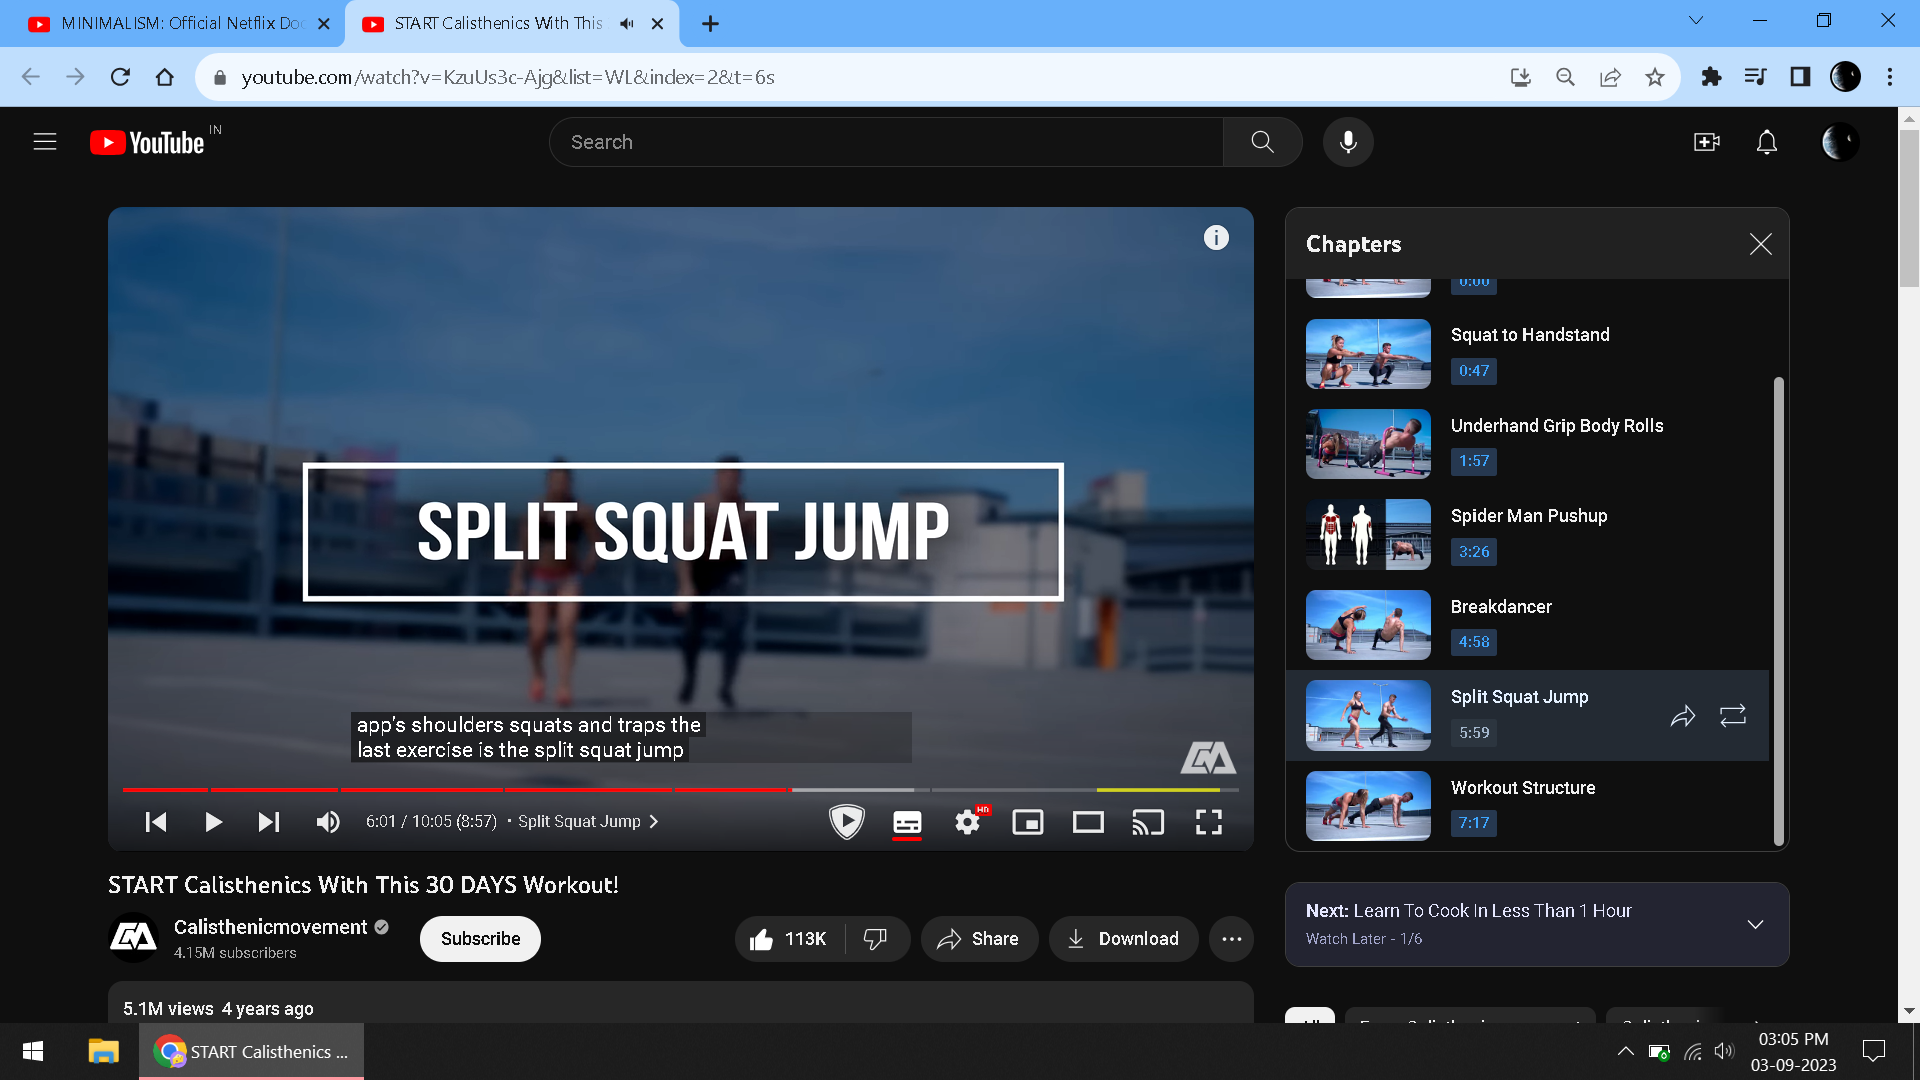 MINIMALISM: Official Netflix Doc
START Calisthenics With This
youtube.com/watch?v=KzuUs3c-Ajg&list=WL&index=2&t=6s
YouTube IN
Search
SPLIT SQUAT JUMP
app's shoulders squats and traps the
last exercise is the split squat jump
6:01 / 10:05 (8:57) • Split Squat Jump
HD
START Calisthenics With This 30 DAYS Workout!
Calisthenicmovement
4.15M subscribers
Subscribe
113K
Share
Download
5.1M views 4 years ago
Chapters
0:00
Squat to Handstand
0:47
Underhand Grip Body Rolls
1:57
Spider Man Pushup
3:26
Breakdancer
4:58
Split Squat Jump
5:59
Workout Structure
7:17
Next: Learn To Cook In Less Than 1 Hour
Watch Later - 1/6
START Calisthenics ...
03:05 PM
03-09-2023